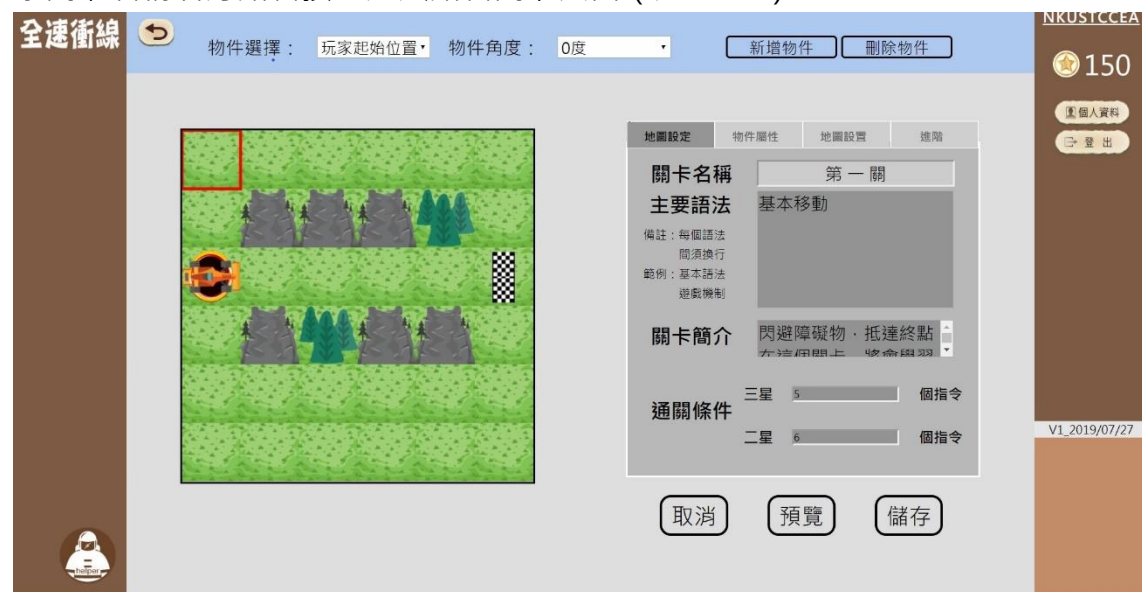 全速衝線
物件選擇：
玩家起始位置
物件角度：
0度
新增物件
刪除物件
NKUSTCCEA
150
個人資料
登出
地圖設定
物件屬性
地圖設置
進階
關卡名稱
第一關
主要語法
基本移動
備註：每個語法
間須換行
範例：基本語法
遊戲機制
關卡簡介
閃避障礙物，抵達終點
通關條件
三星
5
個指令
二星
6
個指令
V1_2019/07/27
取消
預覽
儲存
helper